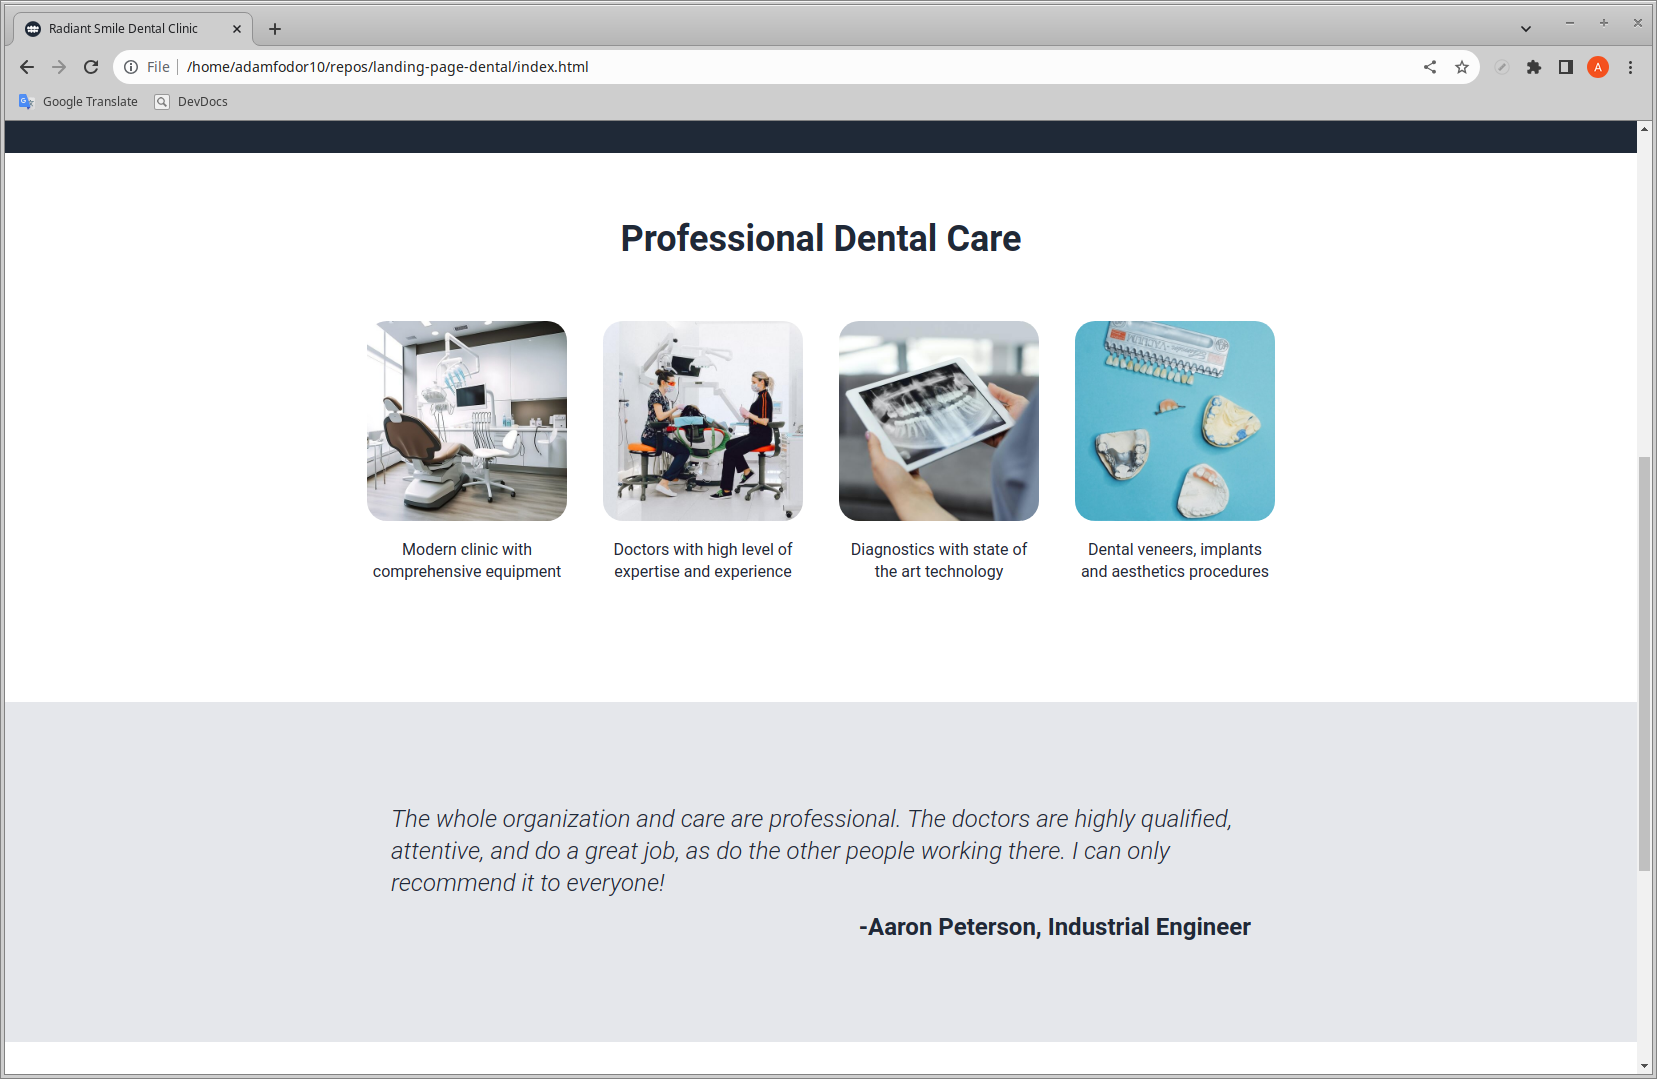 Radiant Smile Dental Clinic
File
/home/adamfodor10/repos/landing-page-dental/index.html
A
Google Translate
DevDocs
Professional Dental Care
Modern clinic with
comprehensive equipment
Doctors with high level of
expertise and experience
Diagnostics with state of
the art technology
Dental veneers, implants
and aesthetics procedures
The whole organization and care are professional. The doctors are highly qualified,
attentive, and do a great job, as do the other people working there. I can only
recommend it to everyone!
-Aaron Peterson, Industrial Engineer